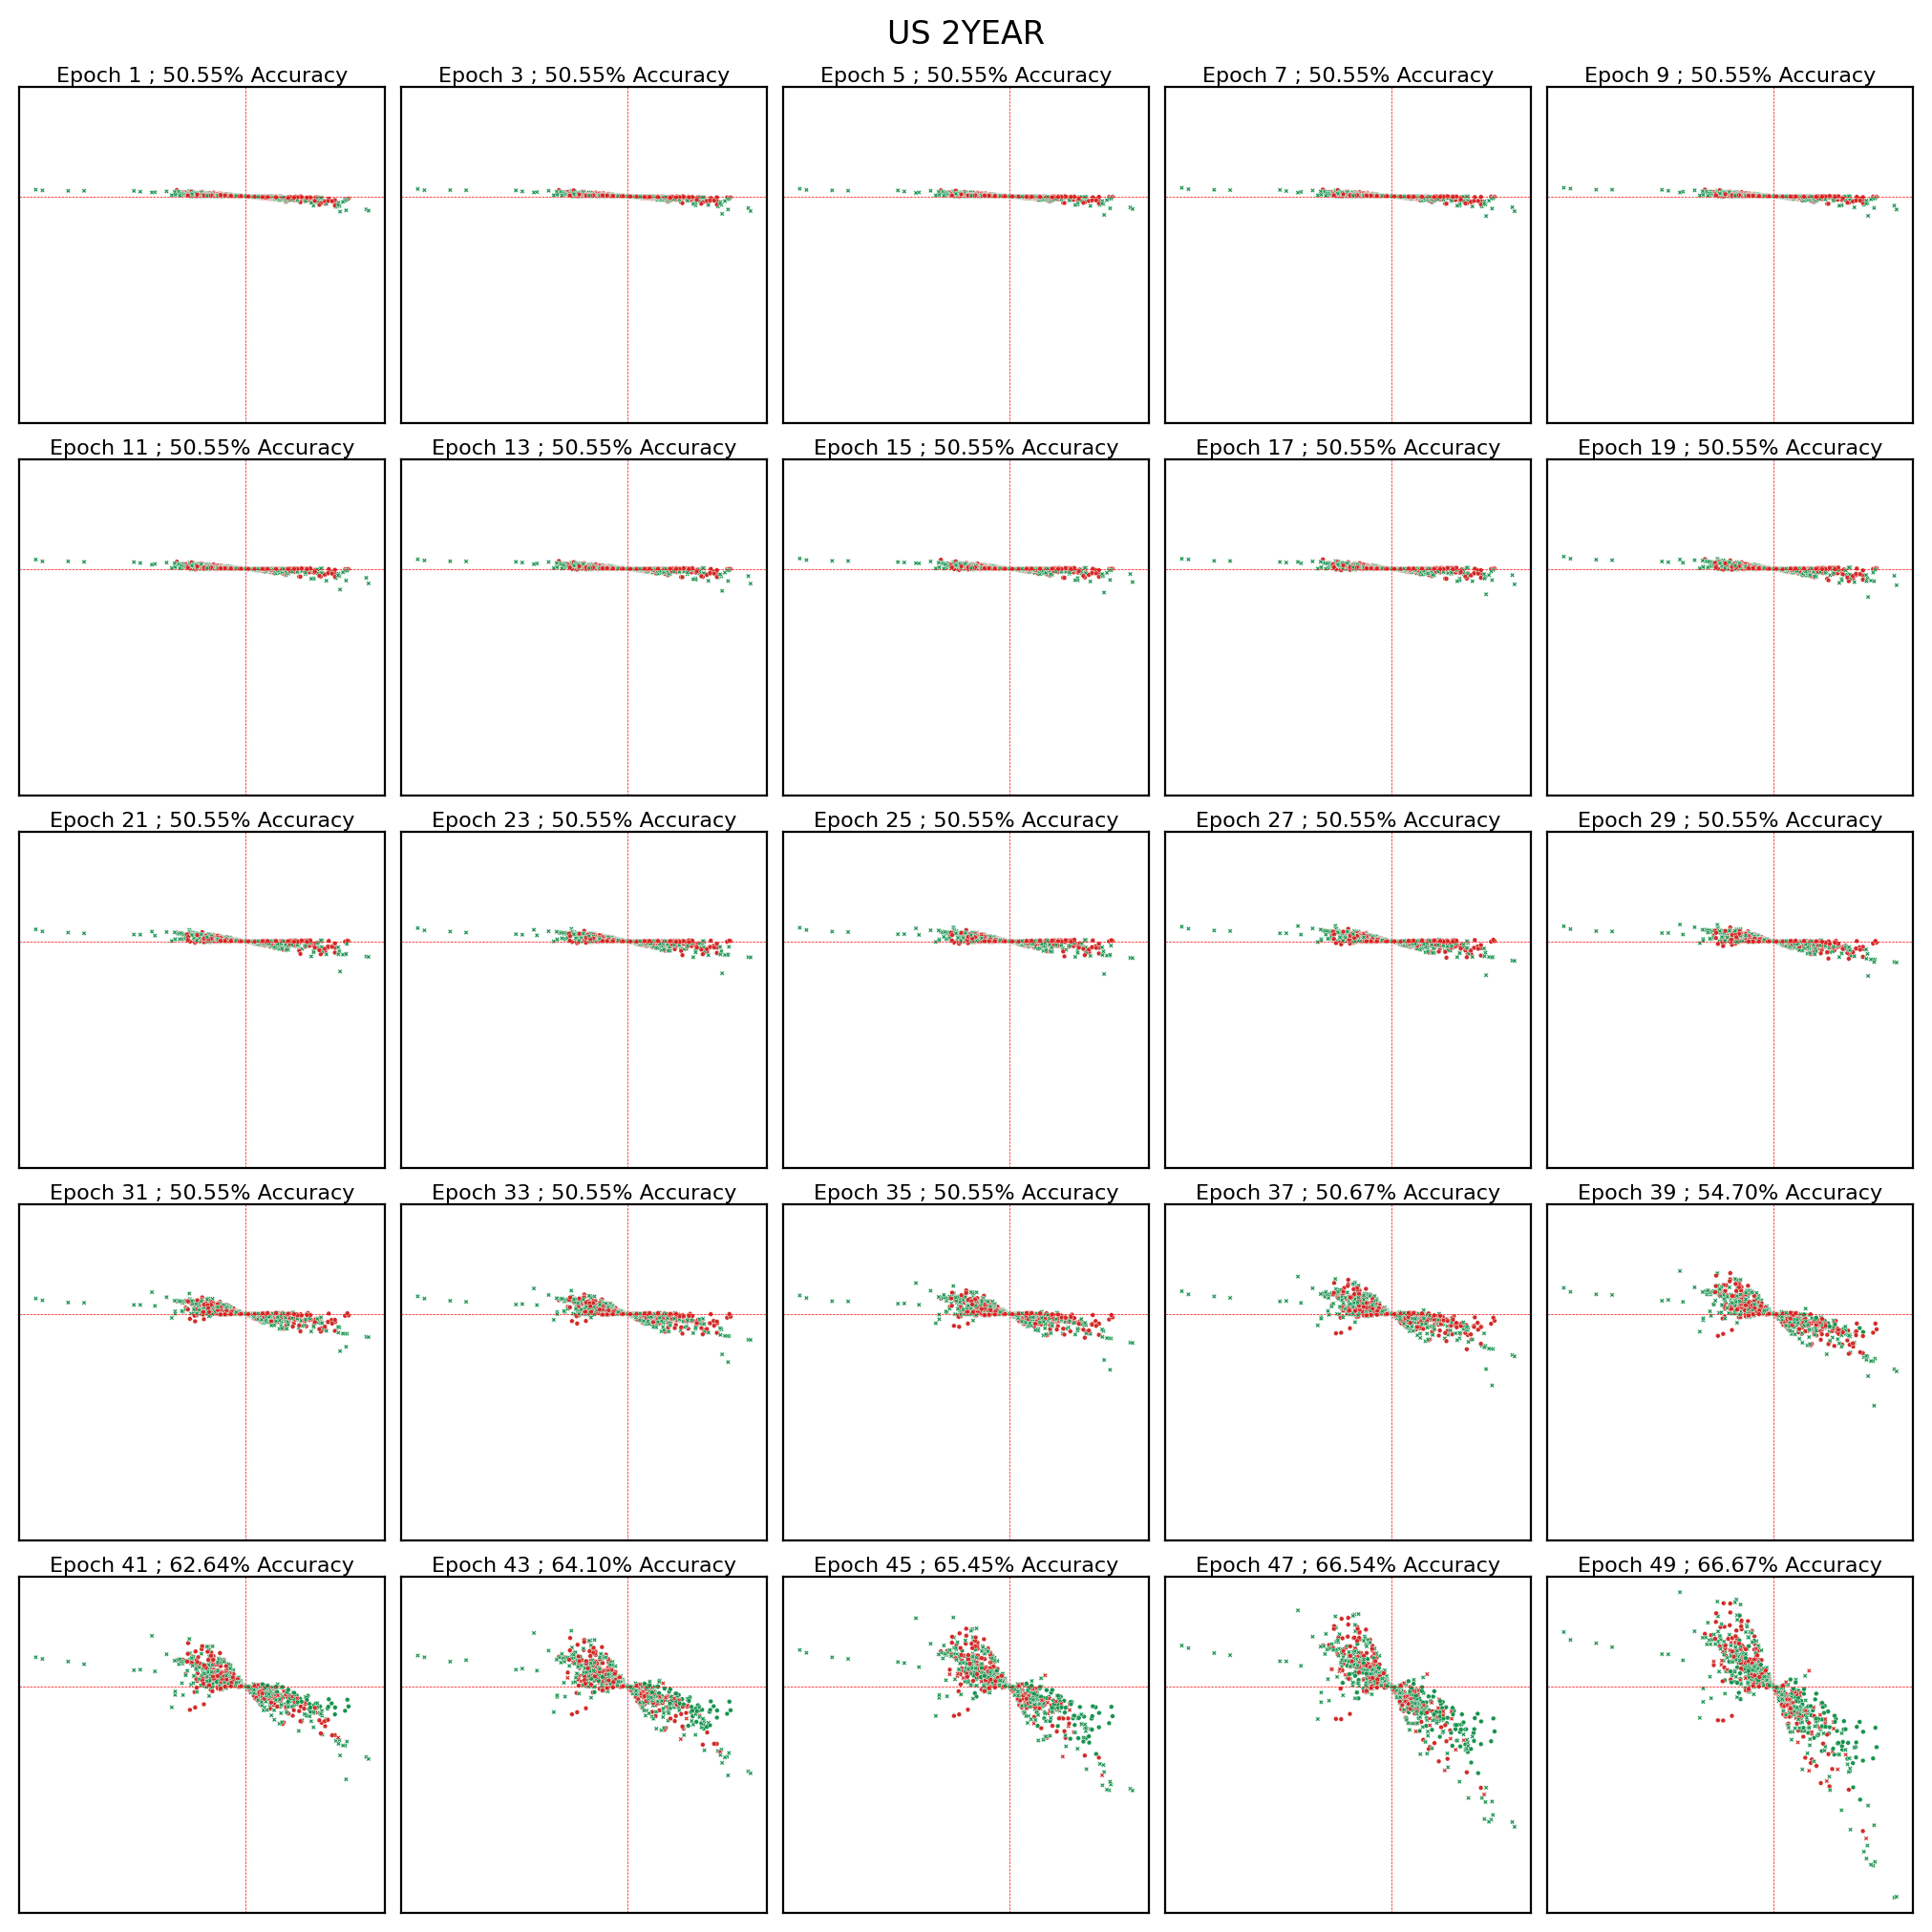 US 2YEAR
Epoch 1 ; 50.55% Accuracy
Epoch 3 ; 50.55% Accuracy
Epoch 5 ; 50.55% Accuracy
Epoch 7 ; 50.55% Accuracy
Epoch 9 ; 50.55% Accuracy
Epoch 11 ; 50.55% Accuracy
Epoch 13 ; 50.55% Accuracy
Epoch 15 ; 50.55% Accuracy
Epoch 17 ; 50.55% Accuracy
Epoch 19 ; 50.55% Accuracy
Epoch 21 ; 50.55% Accuracy
Epoch 23 ; 50.55% Accuracy
Epoch 25 ; 50.55% Accuracy
Epoch 27 ; 50.55% Accuracy
Epoch 29 ; 50.55% Accuracy
Epoch 31 ; 50.55% Accuracy
Epoch 33 ; 50.55% Accuracy
Epoch 35 ; 50.55% Accuracy
Epoch 37 ; 50.67% Accuracy
Epoch 39 ; 54.70% Accuracy
Epoch 41 ; 62.64% Accuracy
Epoch 43 ; 64.10% Accuracy
Epoch 45 ; 65.45% Accuracy
Epoch 47 ; 66.54% Accuracy
Epoch 49 ; 66.67% Accuracy